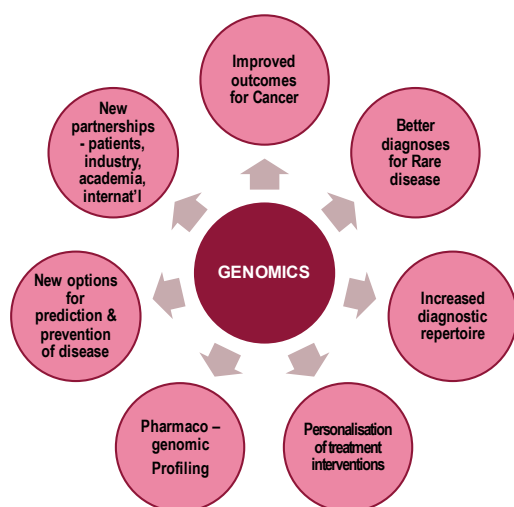 Improved
outcomes
for Cancer
Better
diagnoses
for Rare
disease
Increased
diagnostic
repertoire
Personalisation
of treatment
interventions
Pharmaco –
genomic
Profiling
New options
for
prediction &
prevention
of disease
New
partnerships
- patients,
industry,
academia,
internat'l
GENOMICS